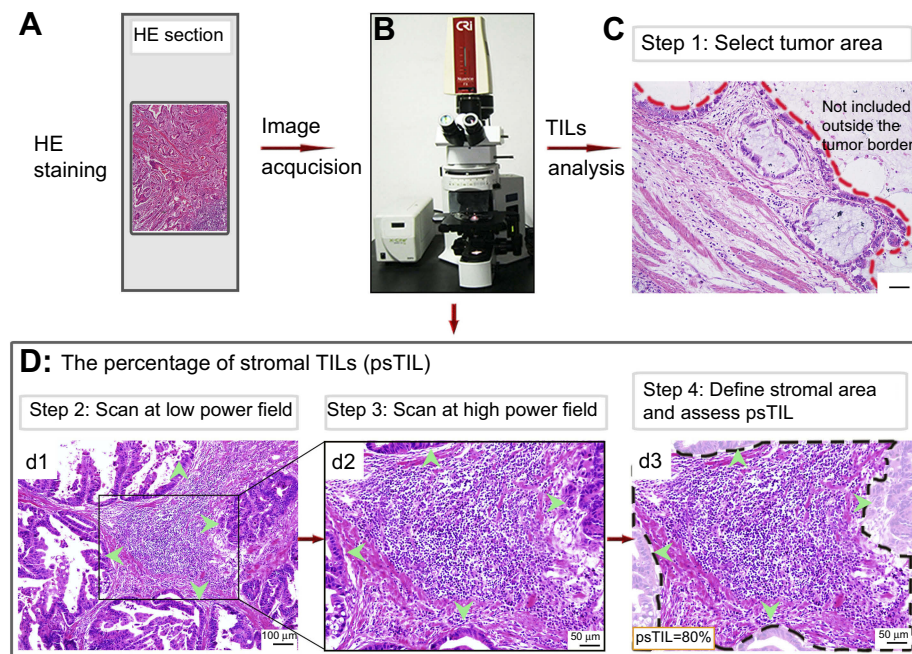 A
HE section
HE
staining
Image
acqucision
B
CRi
TILs
analysis
C
Step 1: Select tumor area
Not included
outside the
tumor border
D: The percentage of stromal TILs (psTIL)
Step 2: Scan at low power field
Step 3: Scan at high power field
Step 4: Define stromal area
and assess psTIL
d1
100 μm
d2
50 μm
d3
psTIL=80%
50 μm